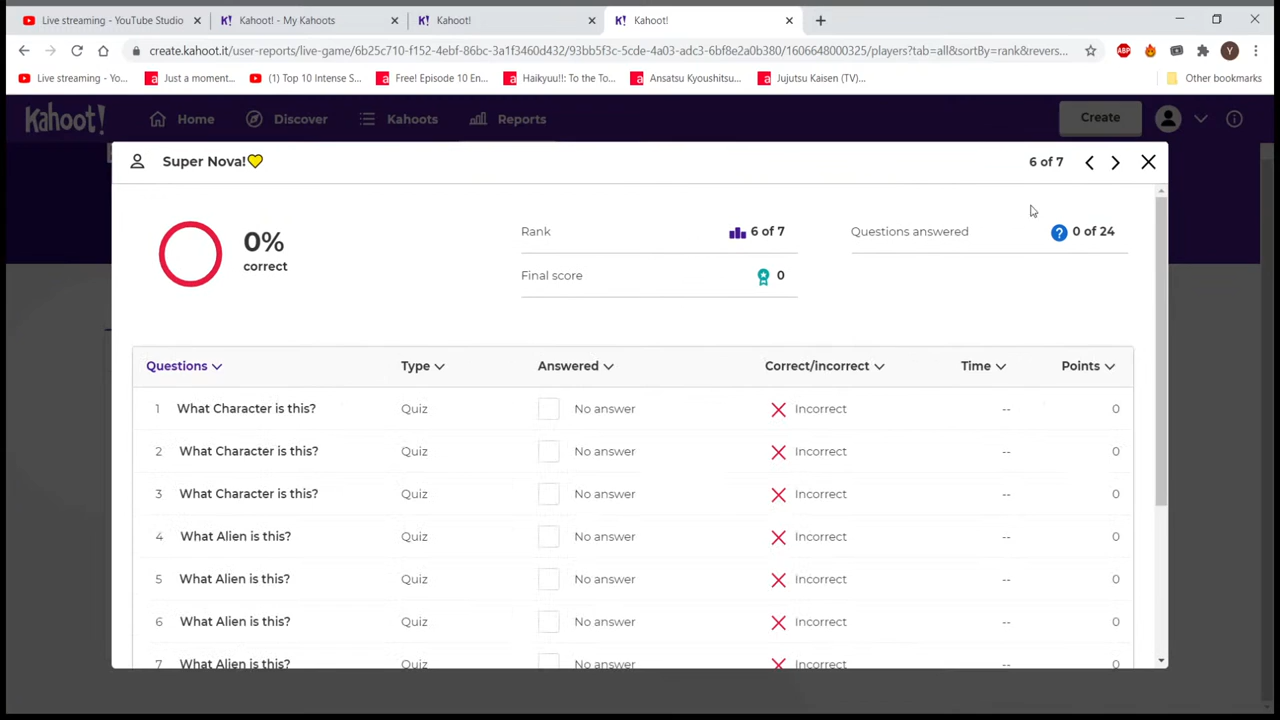 Live streaming - YouTube Studio
Kahoot! - My Kahoots
Kahoot!
Kahoot!
create.kahoot.it/user-reports/live-game/6b25c710-f152-4ebf-86bc-3a1f3460d432/93bb5f3c-5cde-4a03-adc3-6bf8e2a0b380/1606648000325/players?tab=all&sortBy=rank&revers...
ABP
Y
Live streaming - Yo...
Just a moment...
(1) Top 10 Intense S...
Free! Episode 10 En...
Haikyuu!!: To the To...
Ansatsu Kyoushitsu...
Jujutsu Kaisen (TV)...
Other bookmarks
Kahoot! Home Discover Kahoots Reports Create
Super Nova!💛 6 of 7
0% correct
Rank 6 of 7
Questions answered 0 of 24
Final score 0
Questions Type Answered Correct/incorrect Time Points
1 What Character is this? Quiz No answer Incorrect -- 0
2 What Character is this? Quiz No answer Incorrect -- 0
3 What Character is this? Quiz No answer Incorrect -- 0
4 What Alien is this? Quiz No answer Incorrect -- 0
5 What Alien is this? Quiz No answer Incorrect -- 0
6 What Alien is this? Quiz No answer Incorrect -- 0
7 What Alien is this? Quiz No answer Incorrect -- 0